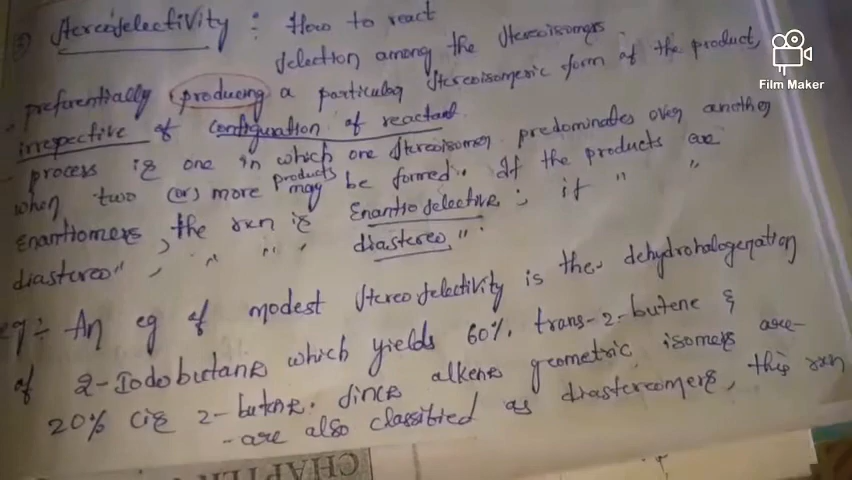 ③ Stereoselectivity : How to react
Selection among the stereoisomers.
preferentially producing a particular stereoisomeric form of the product,
irrespective of configuration of reactant
process is one in which one stereoisomer predominates over another
when two (or) more products may be formed. If the products are
enantiomers, the rxn is Enantioselective ; if " "
diastereo" , " " , diastereo" .
eg :- An eg of modest stereoselectivity is the dehydrohalogenation
of 2-Iodobutane which yields 60% trans-2-butene &
20% cis 2-butene. Since alkene geometric isomers are-
-are also classified as diastereomers, this rxn
CHAPTER
Film Maker